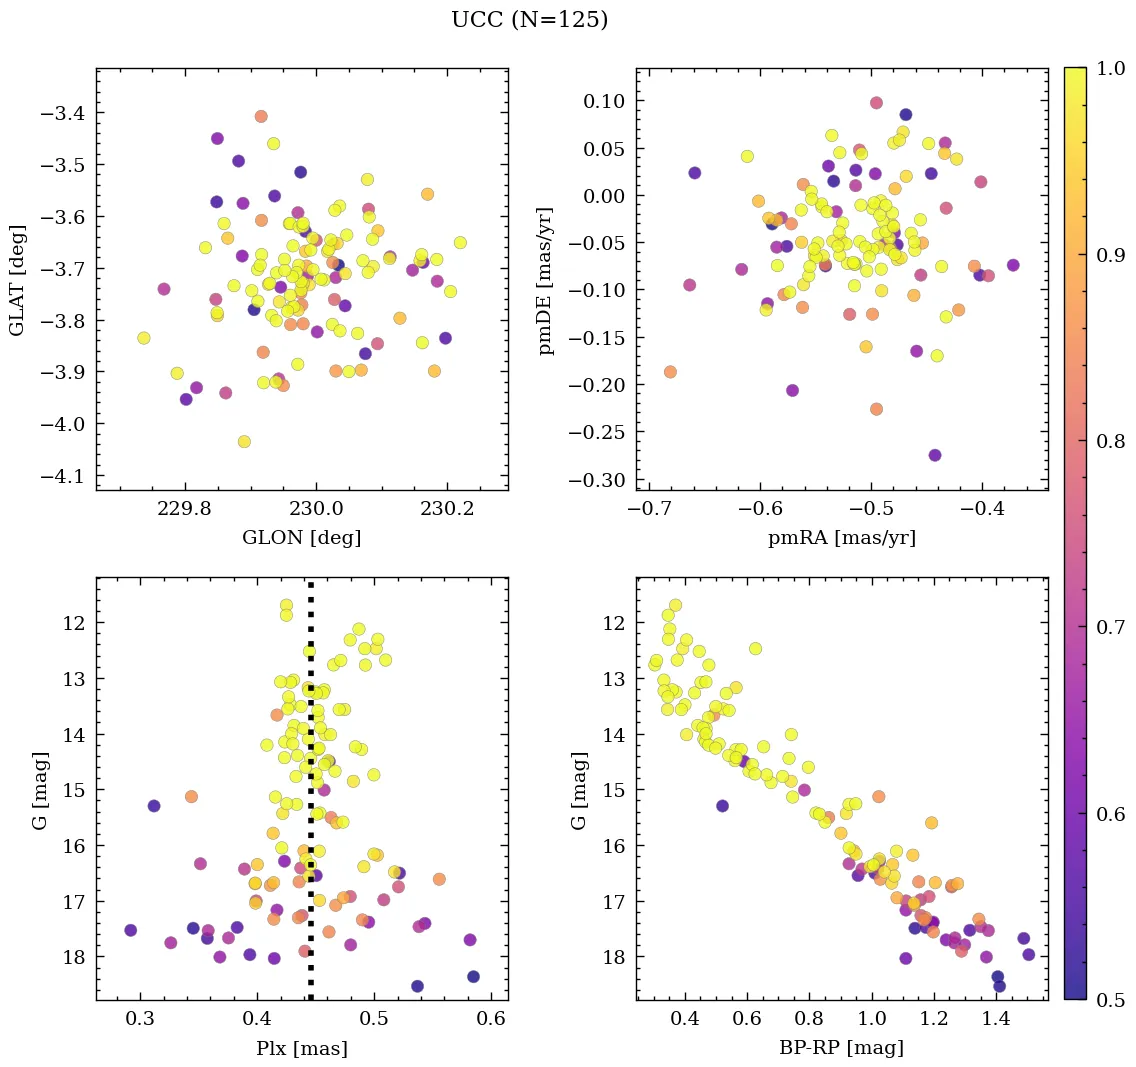 UCC (N=125)
−3.4
−3.5
−3.6
−3.7
−3.8
−3.9
−4.0
−4.1
GLAT [deg]
229.8 230.0 230.2
GLON [deg]
0.10
0.05
0.00
−0.05
−0.10
−0.15
−0.20
−0.25
−0.30
pmDE [mas/yr]
−0.7 −0.6 −0.5 −0.4
pmRA [mas/yr]
12
13
14
15
16
17
18
G [mag]
0.3 0.4 0.5 0.6
Plx [mas]
12
13
14
15
16
17
18
G [mag]
0.4 0.6 0.8 1.0 1.2 1.4
BP-RP [mag]
1.0
0.9
0.8
0.7
0.6
0.5